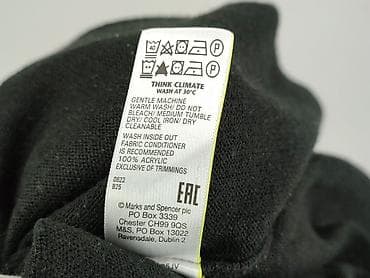 THINK CLIMATE
WASH AT 30°C
GENTLE MACHINE
WARM WASH/ DO NOT
BLEACH/ MEDIUM TUMBLE
DRY/ COOL IRON/ DRY
CLEANABLE
WASH INSIDE OUT
FABRIC CONDITIONER
IS RECOMMENDED
100% ACRYLIC
EXCLUSIVE OF TRIMMINGS
0822
B25
EAC
© Marks and Spencer plc
PO Box 3339
Chester CH99 9QS
M&S, PO Box 13022
Ravensdale, Dublin 2